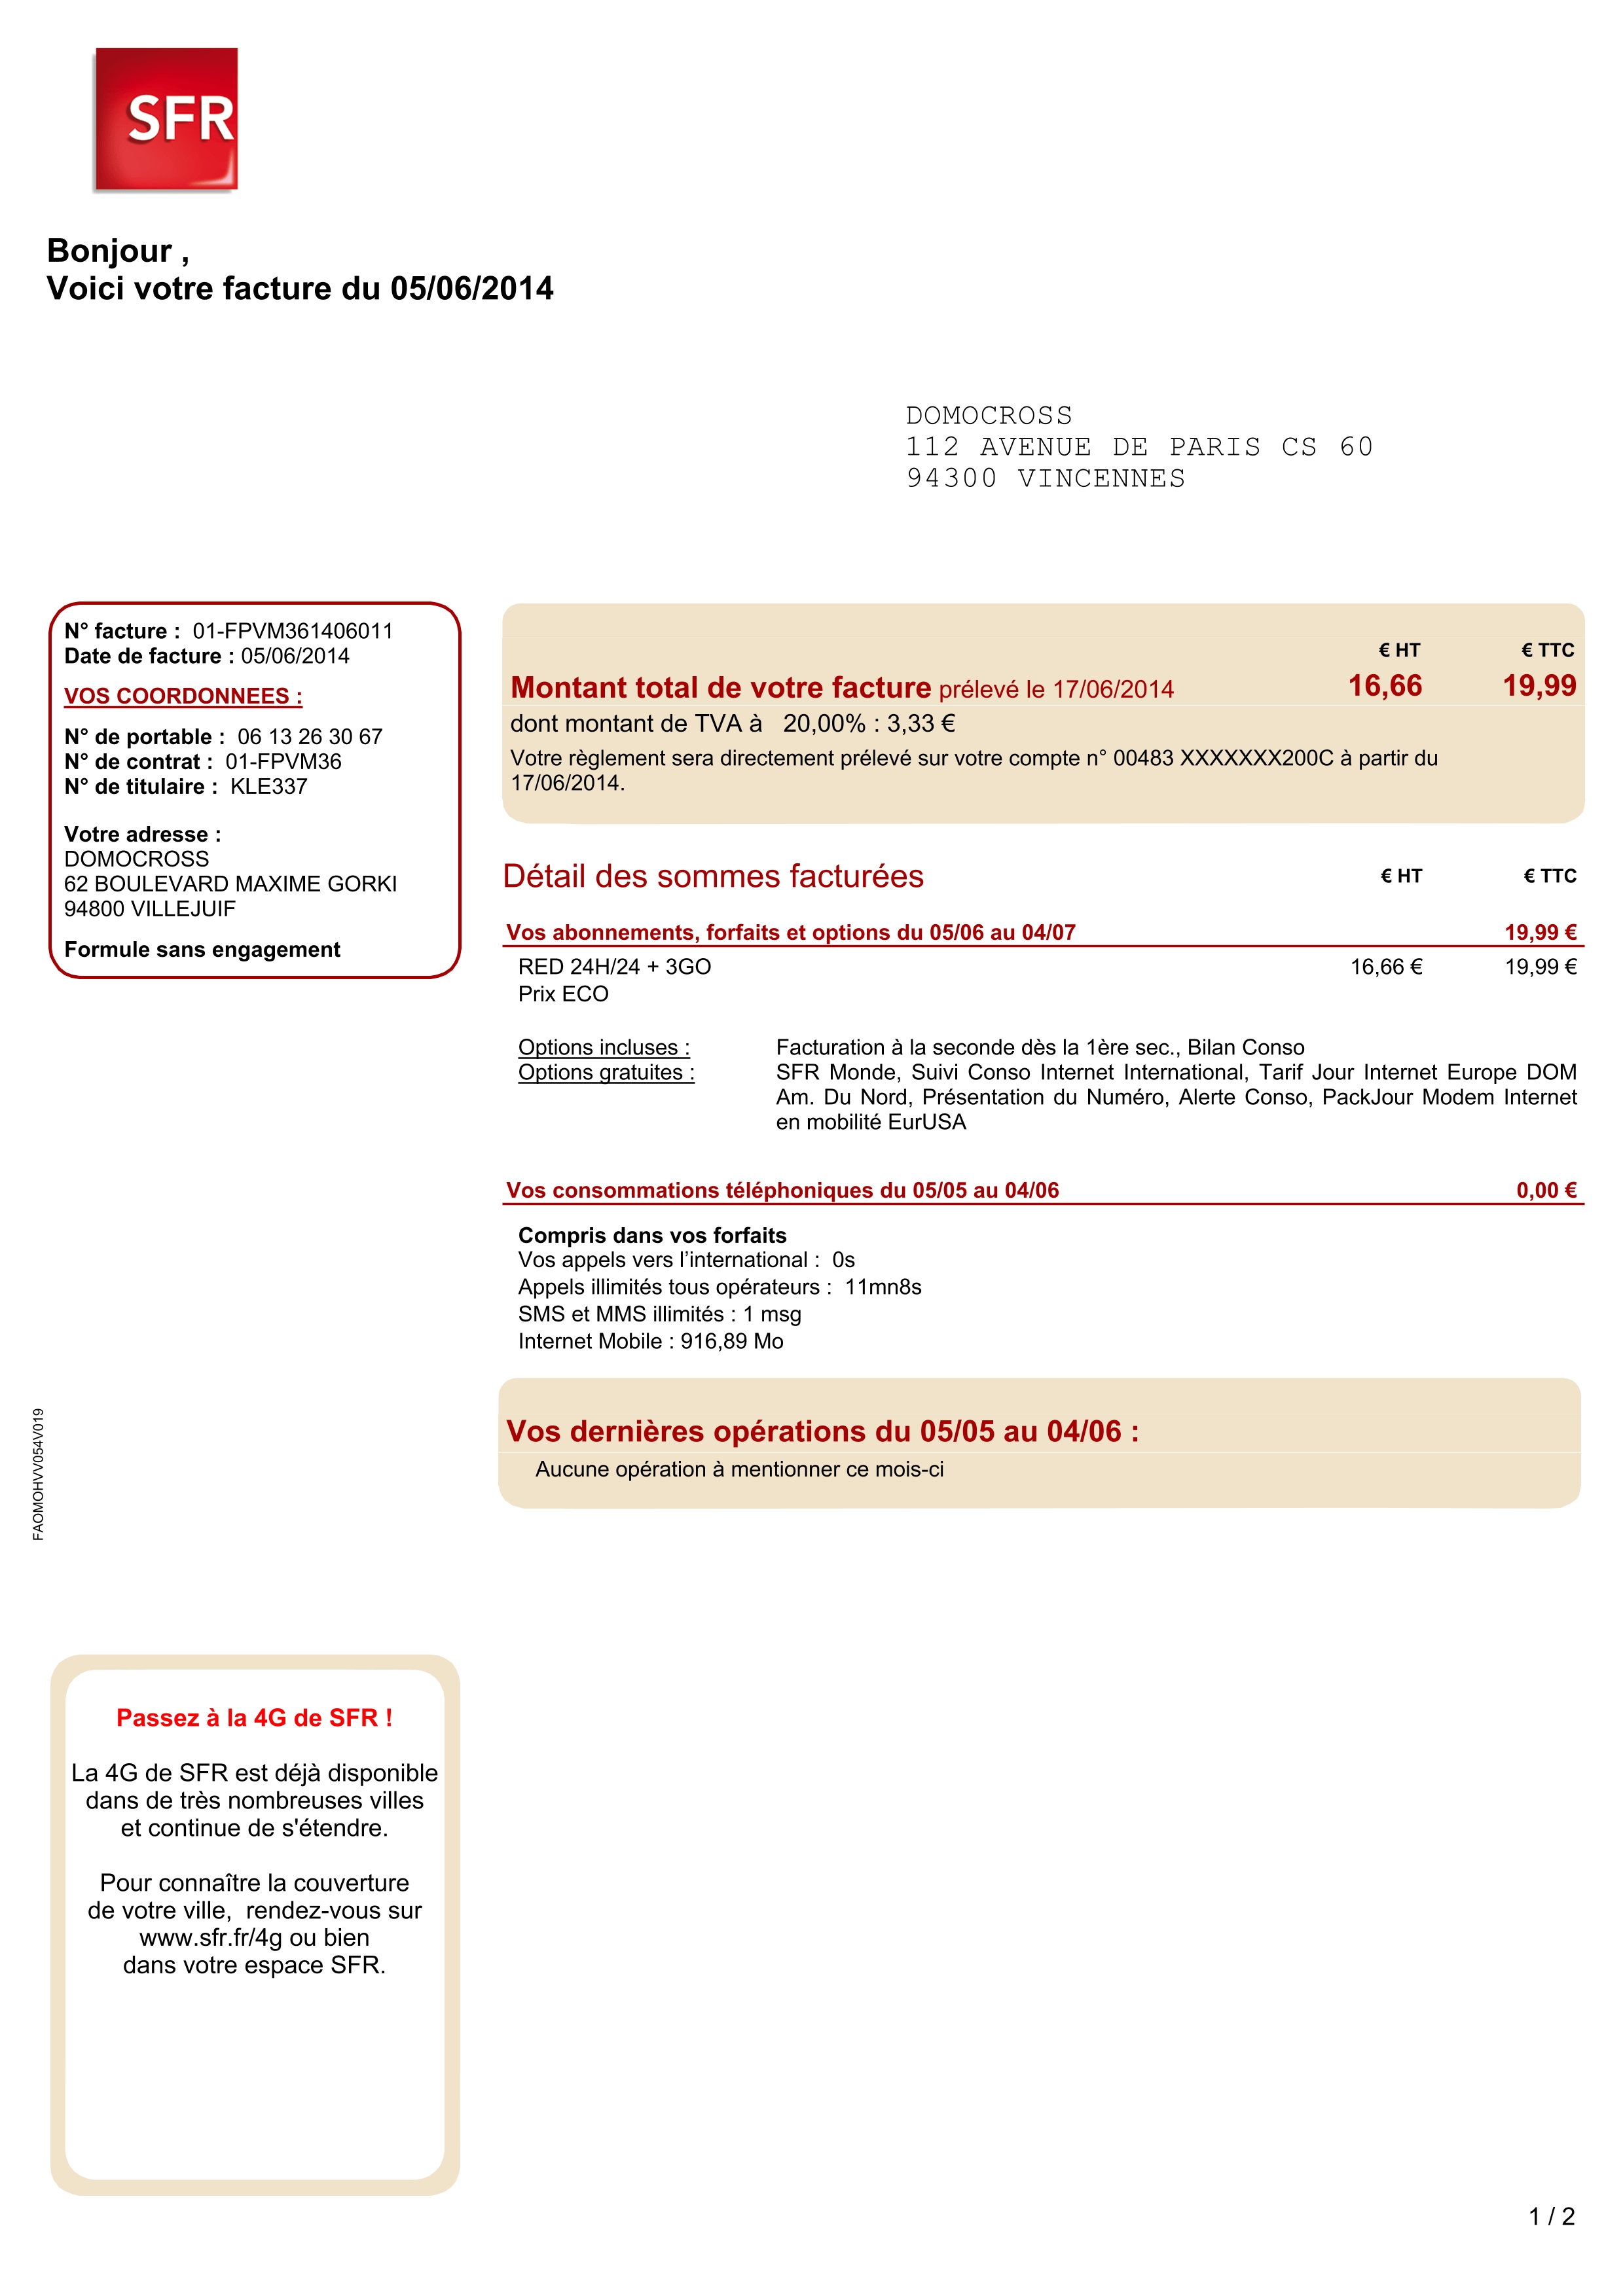 SFR
Bonjour ,
Voici votre facture du 05/06/2014
DOMOCROSS
112 AVENUE DE PARIS CS 60
94300 VINCENNES
N° facture : 01-FPVM361406011
Date de facture : 05/06/2014
VOS COORDONNEES :
N° de portable : 06 13 26 30 67
N° de contrat : 01-FPVM36
N° de titulaire : KLE337
Votre adresse :
DOMOCROSS
62 BOULEVARD MAXIME GORKI
94800 VILLEJUIF
Formule sans engagement
€ HT € TTC
Montant total de votre facture prélevé le 17/06/2014 16,66 19,99
dont montant de TVA à 20,00% : 3,33 €
Votre règlement sera directement prélevé sur votre compte n° 00483 XXXXXXX200C à partir du
17/06/2014.
Détail des sommes facturées € HT € TTC
Vos abonnements, forfaits et options du 05/06 au 04/07 19,99 €
RED 24H/24 + 3GO 16,66 € 19,99 €
Prix ECO
Options incluses : Facturation à la seconde dès la 1ère sec., Bilan Conso
Options gratuites : SFR Monde, Suivi Conso Internet International, Tarif Jour Internet Europe DOM
Am. Du Nord, Présentation du Numéro, Alerte Conso, PackJour Modem Internet
en mobilité EurUSA
Vos consommations téléphoniques du 05/05 au 04/06 0,00 €
Compris dans vos forfaits
Vos appels vers l’international : 0s
Appels illimités tous opérateurs : 11mn8s
SMS et MMS illimités : 1 msg
Internet Mobile : 916,89 Mo
Vos dernières opérations du 05/05 au 04/06 :
Aucune opération à mentionner ce mois-ci
FAOMOHVV054V019
Passez à la 4G de SFR !
La 4G de SFR est déjà disponible
dans de très nombreuses villes
et continue de s'étendre.
Pour connaître la couverture
de votre ville, rendez-vous sur
www.sfr.fr/4g ou bien
dans votre espace SFR.
1 / 2